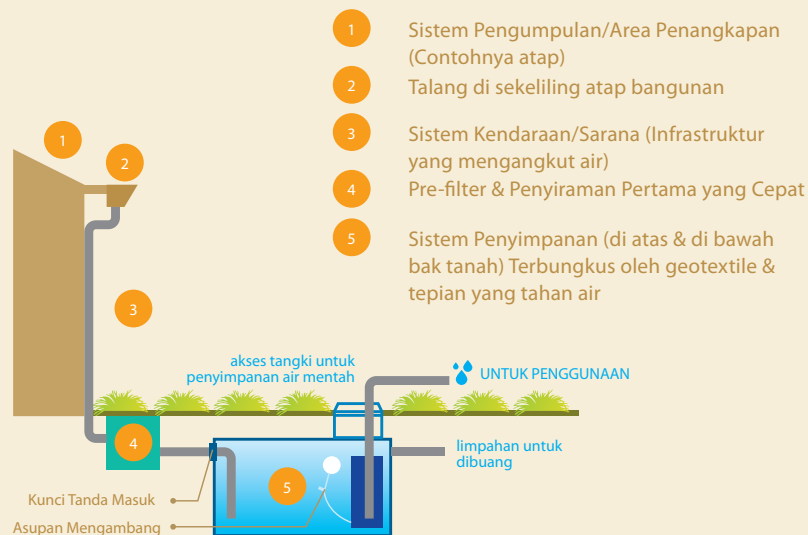 1 Sistem Pengumpulan/Area Penangkapan
(Contohnya atap)
2 Talang di sekeliling atap bangunan
3 Sistem Kendaraan/Sarana (Infrastruktur
yang mengangkut air)
4 Pre-filter & Penyiraman Pertama yang Cepat
5 Sistem Penyimpanan (di atas & di bawah
bak tanah) Terbungkus oleh geotextile &
tepian yang tahan air
1
2
3
akses tangki untuk
penyimpanan air mentah
UNTUK PENGGUNAAN
4
limpahan untuk
dibuang
5
Kunci Tanda Masuk
Asupan Mengambang